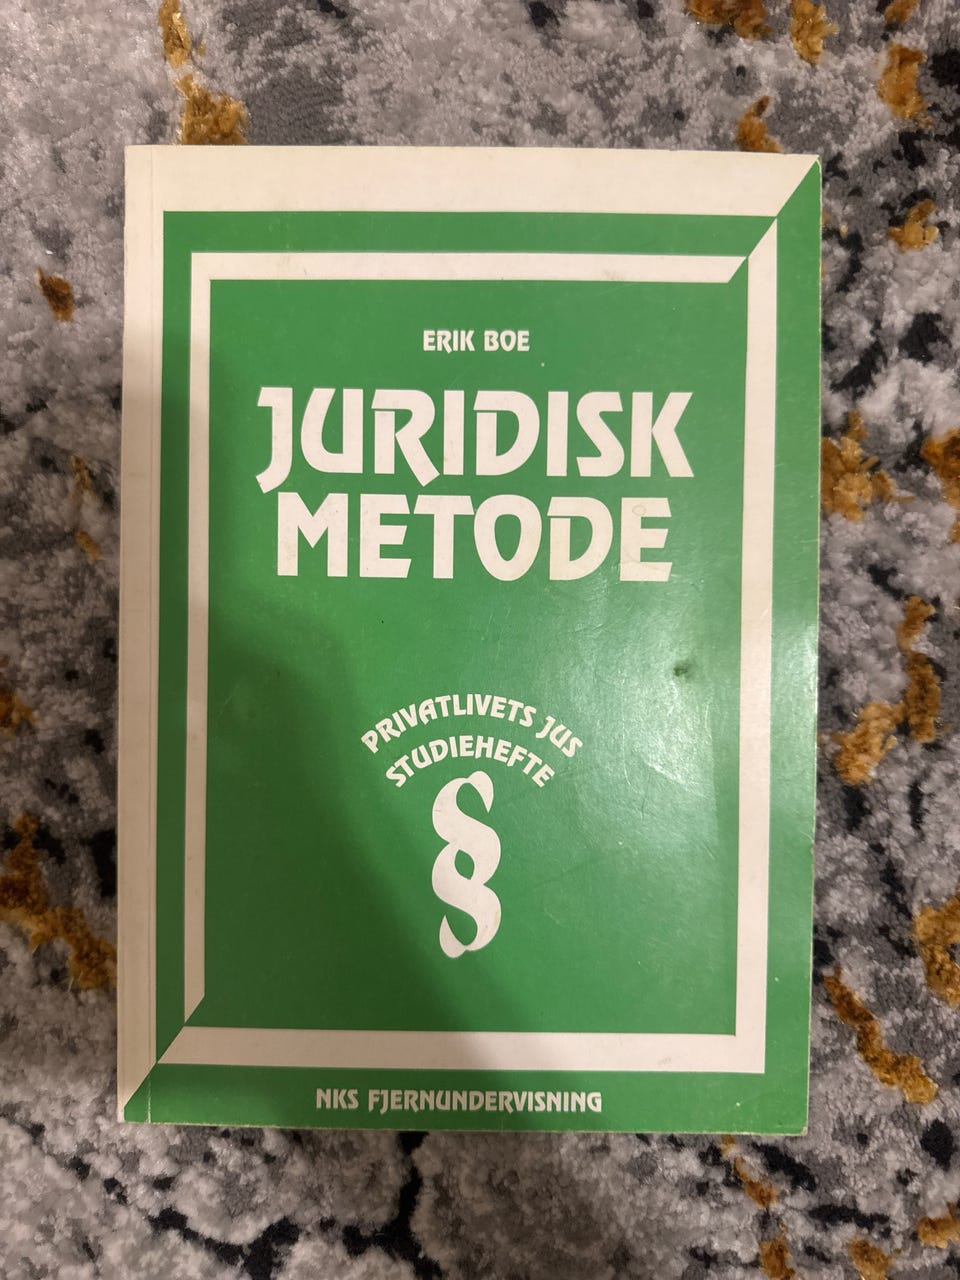 ERIK BOE
JURIDISK
METODE
PRIVATLIVETS JUS
STUDIEHEFTE
§
NKS FJERNUNDERVISNING